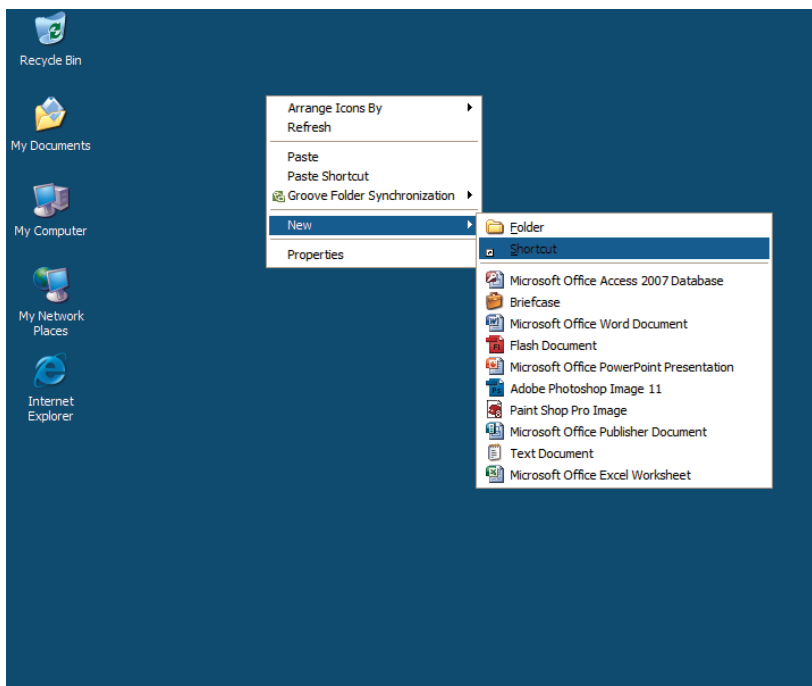 Recycle Bin
My Documents
My Computer
My Network
Places
Internet
Explorer
Arrange Icons By
Refresh
Paste
Paste Shortcut
Groove Folder Synchronization
New
Properties
Folder
Shortcut
Microsoft Office Access 2007 Database
Briefcase
Microsoft Office Word Document
Flash Document
Microsoft Office PowerPoint Presentation
Adobe Photoshop Image 11
Paint Shop Pro Image
Microsoft Office Publisher Document
Text Document
Microsoft Office Excel Worksheet